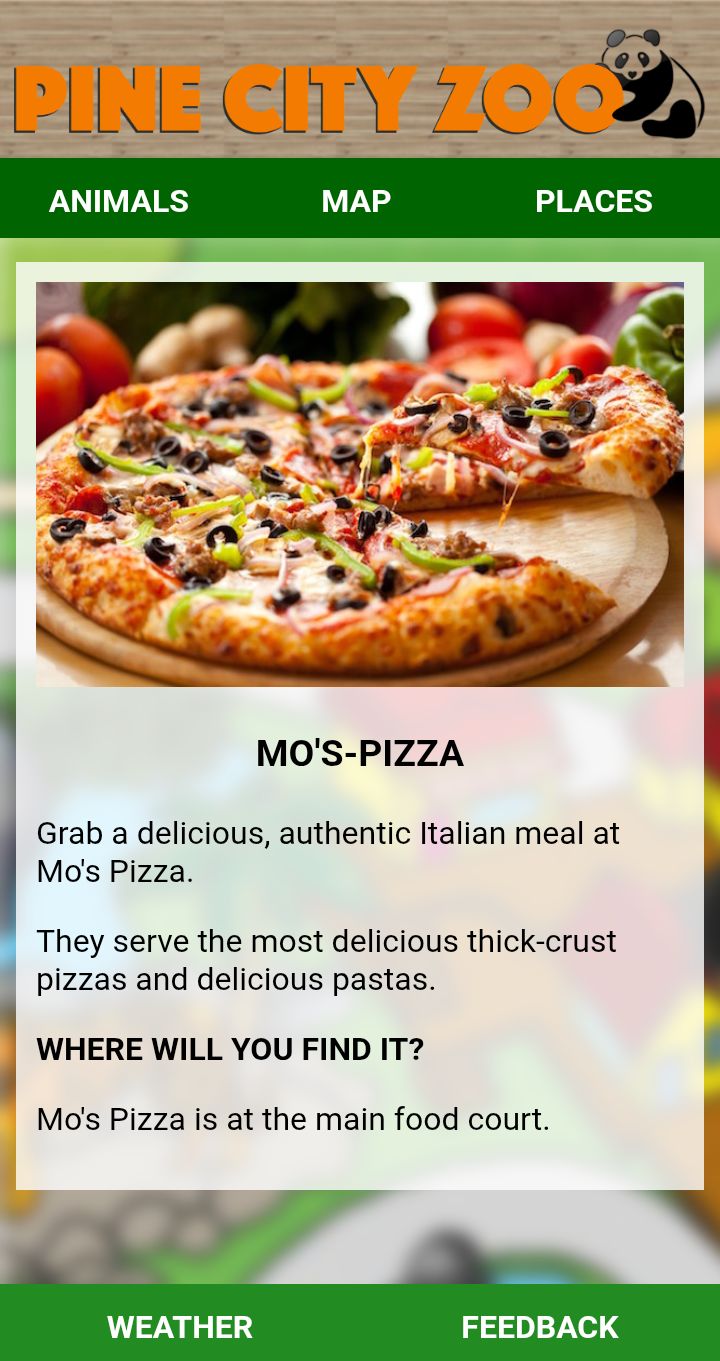 PINE CITY ZOO
ANIMALS MAP PLACES
MO'S-PIZZA
Grab a delicious, authentic Italian meal at
Mo's Pizza.
They serve the most delicious thick-crust
pizzas and delicious pastas.
WHERE WILL YOU FIND IT?
Mo's Pizza is at the main food court.
WEATHER FEEDBACK